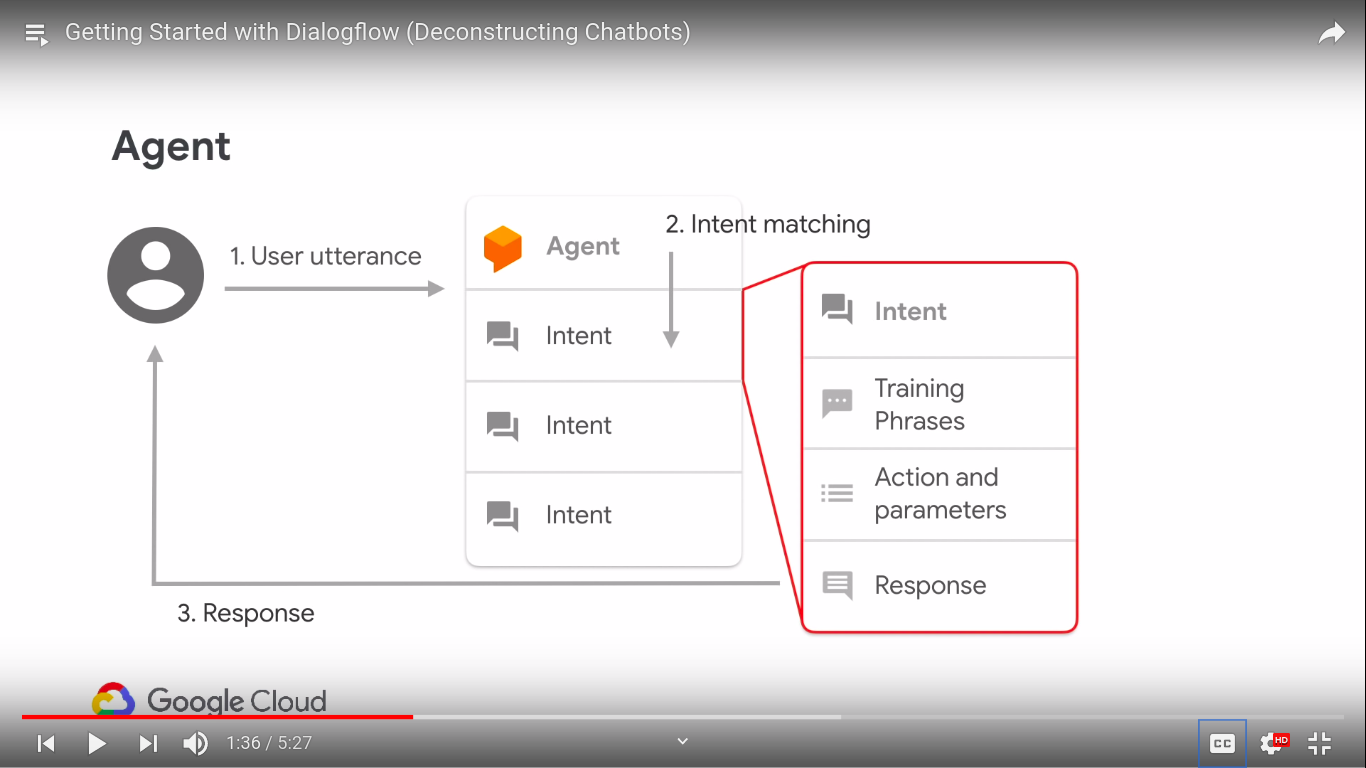 Getting Started with Dialogflow (Deconstructing Chatbots)
Agent
1. User utterance
Agent
2. Intent matching
Intent
Intent
Intent
Intent
Training
Phrases
Action and
parameters
Response
3. Response
Google Cloud
1:36 / 5:27
CC
HD